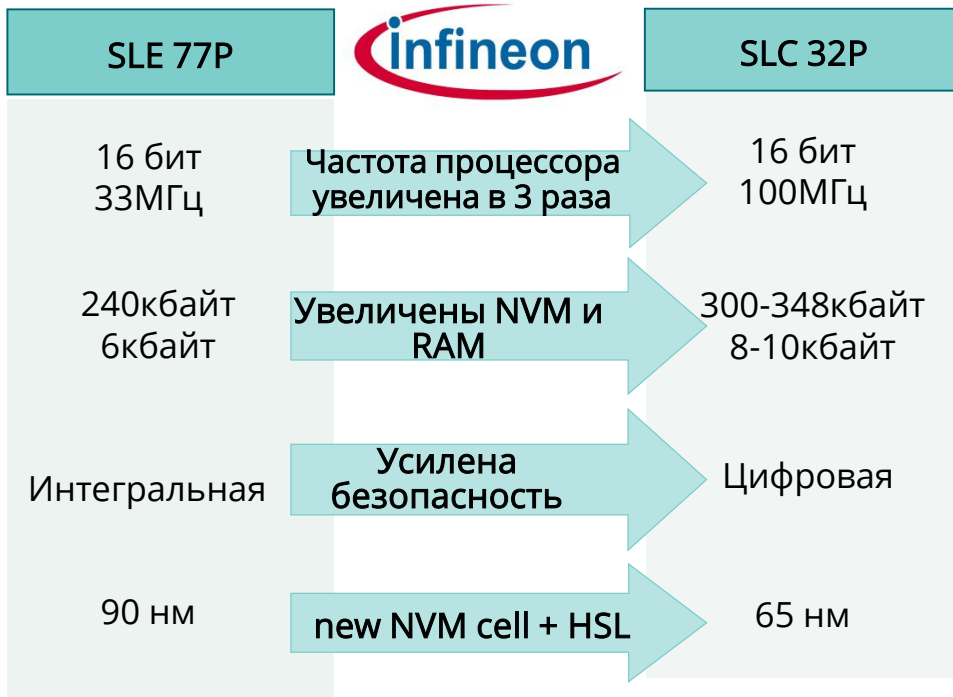 SLE 77P
infineon
SLC 32P
16 бит
33МГц
Частота процессора
увеличена в 3 раза
16 бит
100МГц
240кбайт
6кбайт
Увеличены NVM и
RAM
300-348кбайт
8-10кбайт
Интегральная
Усилена
безопасность
Цифровая
90 нм
new NVM cell + HSL
65 нм